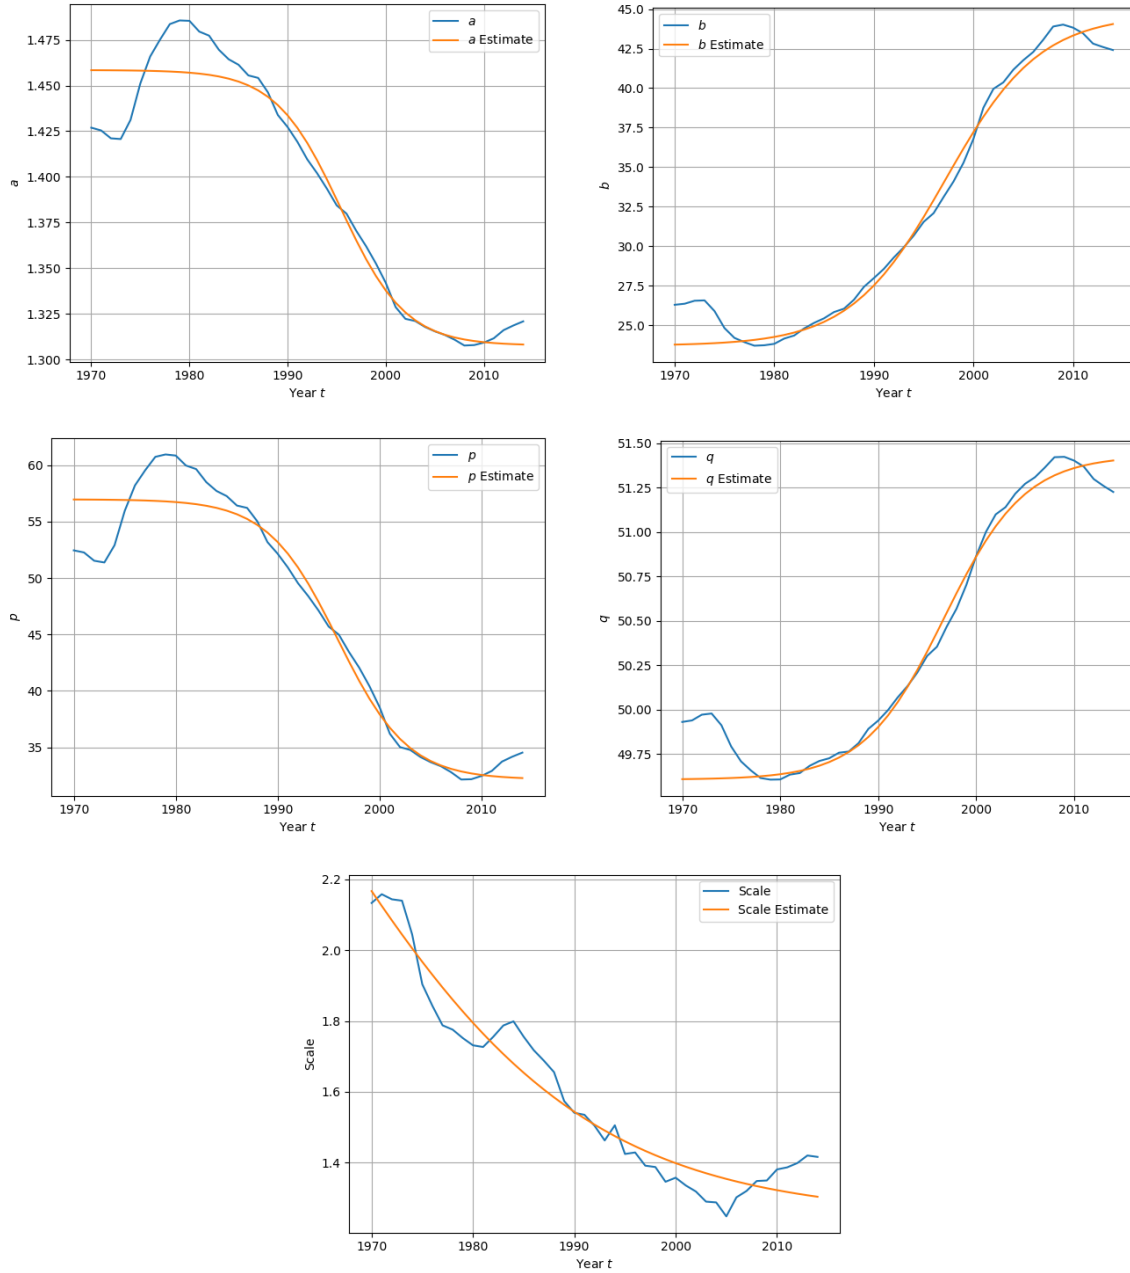 a
a Estimate
1.475
1.450
1.425
1.400
1.375
1.350
1.325
1.300
a
1970 1980 1990 2000 2010
Year t
b
b Estimate
45.0
42.5
40.0
37.5
35.0
32.5
30.0
27.5
25.0
b
1970 1980 1990 2000 2010
Year t
p
p Estimate
60
55
50
45
40
35
p
1970 1980 1990 2000 2010
Year t
q
q Estimate
51.50
51.25
51.00
50.75
50.50
50.25
50.00
49.75
q
1970 1980 1990 2000 2010
Year t
Scale
Scale Estimate
2.2
2.0
1.8
1.6
1.4
Scale
1970 1980 1990 2000 2010
Year t